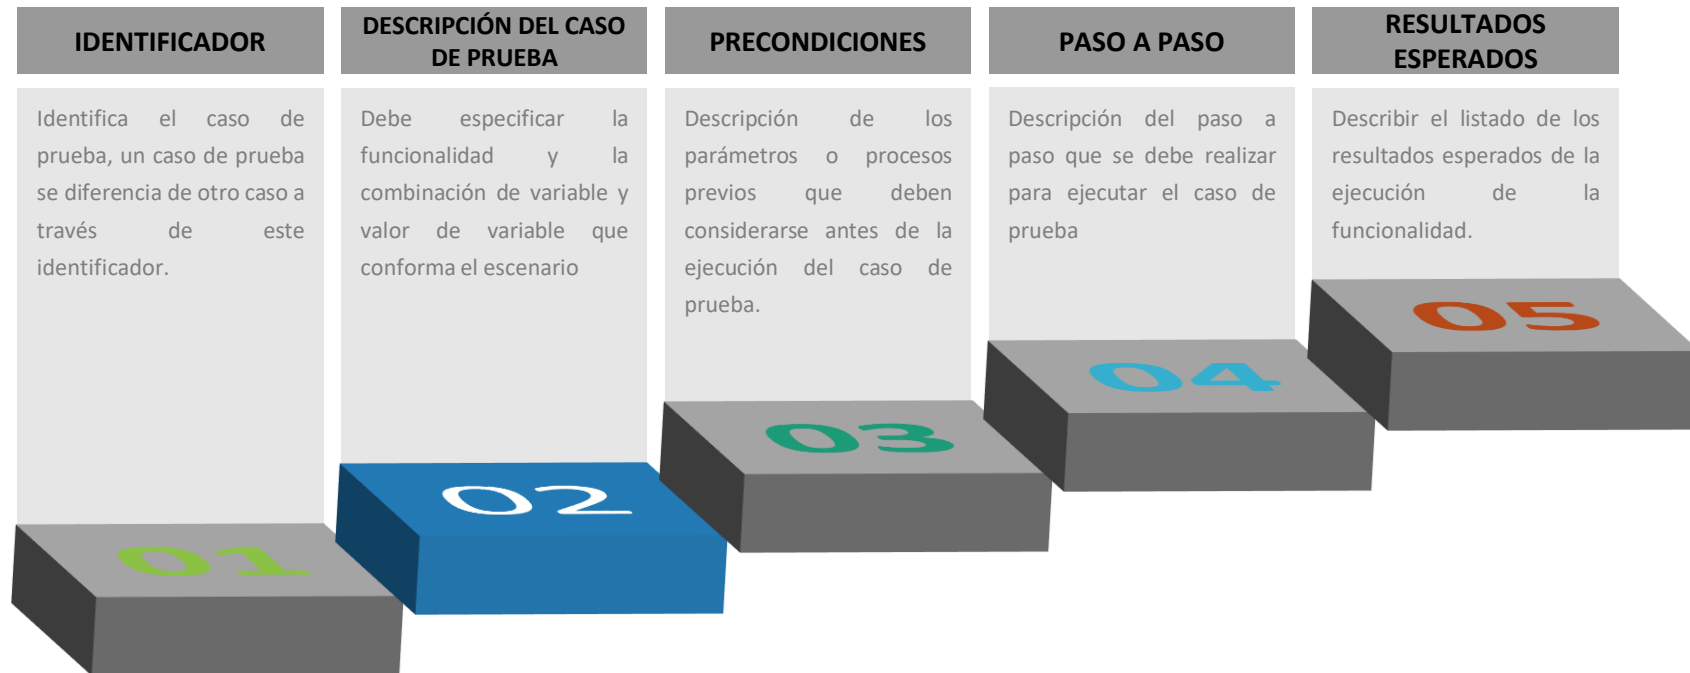 IDENTIFICADOR
Identifica el caso de
prueba, un caso de prueba
se diferencia de otro caso a
través de este
identificador.
01
DESCRIPCIÓN DEL CASO
DE PRUEBA
Debe especificar la
funcionalidad y la
combinación de variable y
valor de variable que
conforma el escenario
02
PRECONDICIONES
Descripción de los
parámetros o procesos
previos que deben
considerarse antes de la
ejecución del caso de
prueba.
03
PASO A PASO
Descripción del paso a
paso que se debe realizar
para ejecutar el caso de
prueba
04
RESULTADOS
ESPERADOS
Describir el listado de los
resultados esperados de la
ejecución de la
funcionalidad.
05